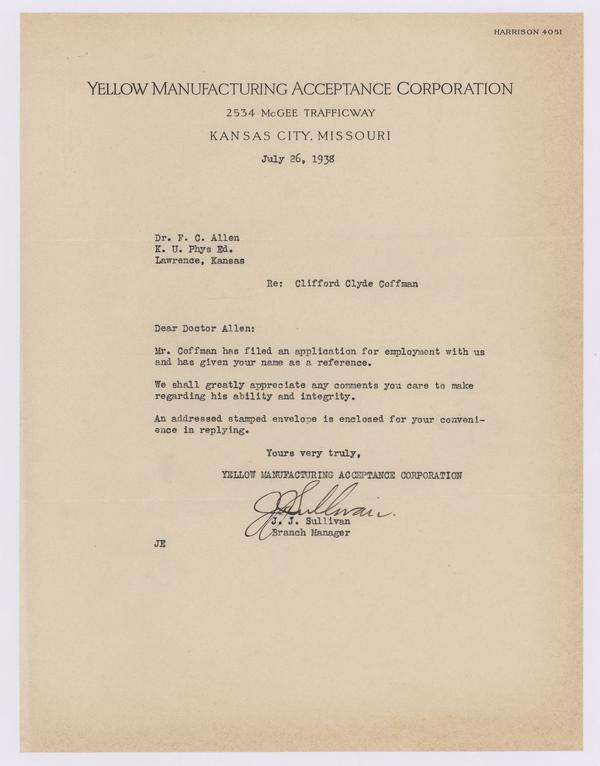 HARRISON 4051
YELLOW MANUFACTURING ACCEPTANCE CORPORATION
2534 McGEE TRAFFICWAY
KANSAS CITY, MISSOURI
July 26, 1938
Dr. F. C. Allen
K. U. Phys Ed.
Lawrence, Kansas
Re: Clifford Clyde Coffman
Dear Doctor Allen:
Mr. Coffman has filed an application for employment with us
and has given your name as a reference.
We shall greatly appreciate any comments you care to make
regarding his ability and integrity.
An addressed stamped envelope is enclosed for your conveni-
ence in replying.
Yours very truly,
YELLOW MANUFACTURING ACCEPTANCE CORPORATION
JJSullivan.
J. J. Sullivan
Branch Manager
JE